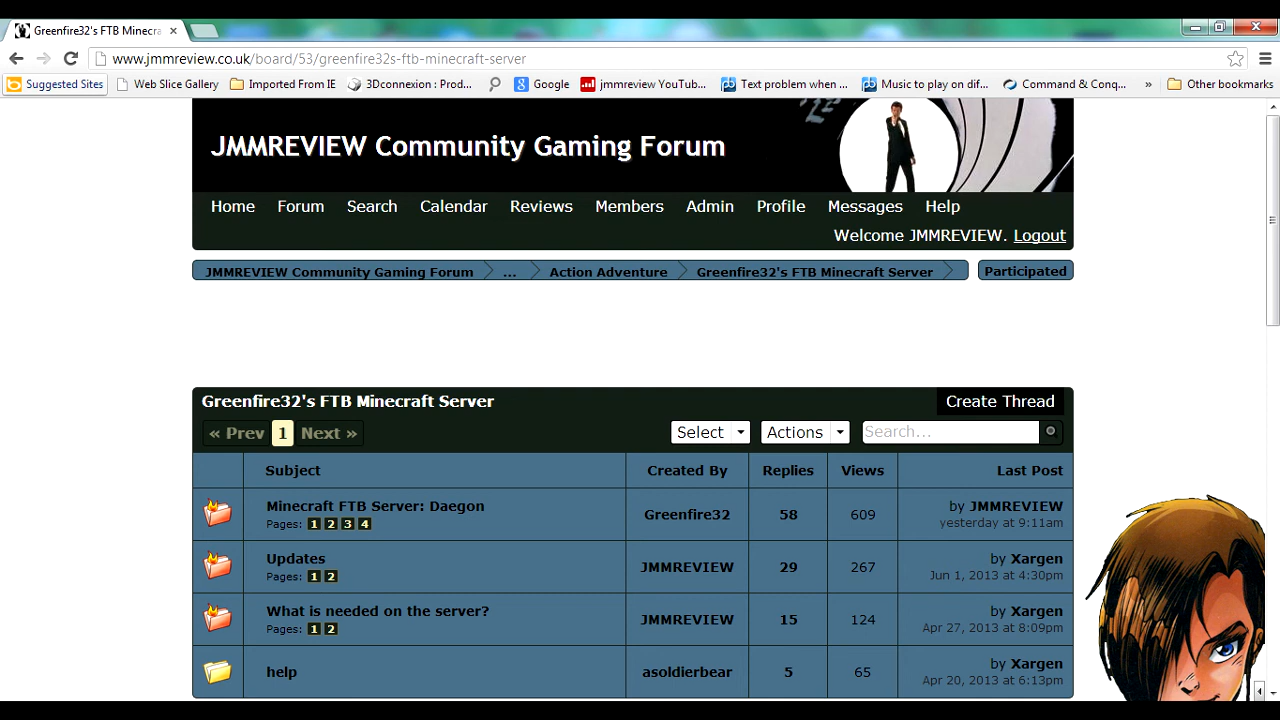 Greenfire32's FTB Minecra
www.jmmreview.co.uk/board/53/greenfire32s-ftb-minecraft-server
Suggested Sites Web Slice Gallery Imported From IE 3Dconnexion : Prod... Google jmmreview YouTub... Text problem when ... Music to play on dif... Command & Conq... » Other bookmarks
JMMREVIEW Community Gaming Forum
Home Forum Search Calendar Reviews Members Admin Profile Messages Help
Welcome JMMREVIEW. Logout
JMMREVIEW Community Gaming Forum ... Action Adventure Greenfire32's FTB Minecraft Server Participated
Greenfire32's FTB Minecraft Server Create Thread
« Prev 1 Next » Select Actions Search...
Subject Created By Replies Views Last Post
Minecraft FTB Server: Daegon Greenfire32 58 609 by JMMREVIEW
Pages: 1 2 3 4 yesterday at 9:11am
Updates JMMREVIEW 29 267 by Xargen
Pages: 1 2 Jun 1, 2013 at 4:30pm
What is needed on the server? JMMREVIEW 15 124 by Xargen
Pages: 1 2 Apr 27, 2013 at 8:09pm
help asoldierbear 5 65 by Xargen
Apr 20, 2013 at 6:13pm